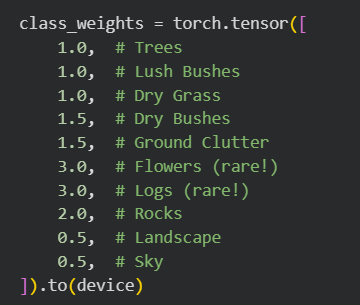 class_weights = torch.tensor([
    1.0,  # Trees
    1.0,  # Lush Bushes
    1.0,  # Dry Grass
    1.5,  # Dry Bushes
    1.5,  # Ground Clutter
    3.0,  # Flowers (rare!)
    3.0,  # Logs (rare!)
    2.0,  # Rocks
    0.5,  # Landscape
    0.5,  # Sky
]).to(device)